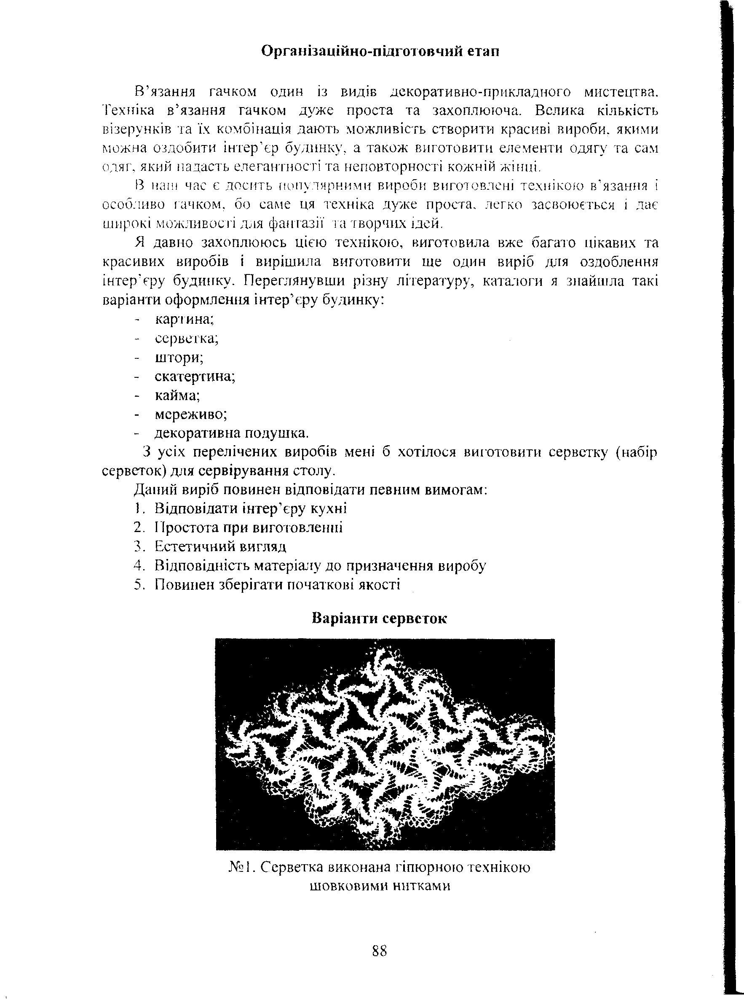 Організаційно-підготовчий етап
В’язання гачком один із видів декоративно-прикладного мистецтва.
Техніка в’язання гачком дуже проста та захоплююча. Велика кількість
візерунків та їх комбінація дають можливість створити красиві вироби, якими
можна оздобити інтер’єр будинку, а також виготовити елементи одягу та сам
одяг, який надасть елегантності та неповторності кожній жінці.
В наш час є досить популярними вироби виготовлені технікою в’язання і
особливо гачком, бо саме ця техніка дуже проста, легко засвоюється і дає
широкі можливості для фантазії та творчих ідей.
Я давно захоплююсь цією технікою, виготовила вже багато цікавих та
красивих виробів і вирішила виготовити ще один виріб для оздоблення
інтер’єру будинку. Переглянувши різну літературу, каталоги я знайшла такі
варіанти оформлення інтер’єру будинку:
- картина;
- серветка;
- штори;
- скатертина;
- кайма;
- мереживо;
- декоративна подушка.
З усіх перелічених виробів мені б хотілося виготовити серветку (набір
серветок) для сервірування столу.
Даний виріб повинен відповідати певним вимогам:
1. Відповідати інтер’єру кухні
2. Простота при виготовленні
3. Естетичний вигляд
4. Відповідність матеріалу до призначення виробу
5. Повинен зберігати початкові якості
Варіанти серветок
№1. Серветка виконана гіпюрною технікою
шовковими нитками
88